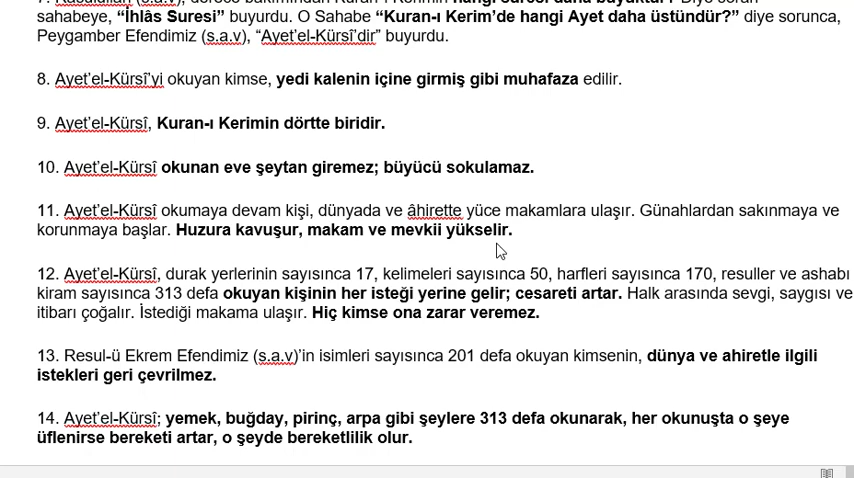 sahabeye, “İhlâs Suresi” buyurdu. O Sahabe “Kuran-ı Kerim’de hangi Ayet daha üstündür?” diye sorunca,
Peygamber Efendimiz (s.a.v), “Ayet’el-Kürsî’dir” buyurdu.
8. Ayet’el-Kürsî’yi okuyan kimse, yedi kalenin içine girmiş gibi muhafaza edilir.
9. Ayet’el-Kürsî, Kuran-ı Kerimin dörtte biridir.
10. Ayet’el-Kürsî okunan eve şeytan giremez; büyücü sokulamaz.
11. Ayet’el-Kürsî okumaya devam kişi, dünyada ve âhirette yüce makamlara ulaşır. Günahlardan sakınmaya ve
korunmaya başlar. Huzura kavuşur, makam ve mevkii yükselir.
12. Ayet’el-Kürsî, durak yerlerinin sayısınca 17, kelimeleri sayısınca 50, harfleri sayısınca 170, resuller ve ashabı
kiram sayısınca 313 defa okuyan kişinin her isteği yerine gelir; cesareti artar. Halk arasında sevgi, saygısı ve
itibarı çoğalır. İstediği makama ulaşır. Hiç kimse ona zarar veremez.
13. Resul-ü Ekrem Efendimiz (s.a.v)’in isimleri sayısınca 201 defa okuyan kimsenin, dünya ve ahiretle ilgili
istekleri geri çevrilmez.
14. Ayet’el-Kürsî; yemek, buğday, pirinç, arpa gibi şeylere 313 defa okunarak, her okunuşta o şeye
üflenirse bereketi artar, o şeyde bereketlilik olur.